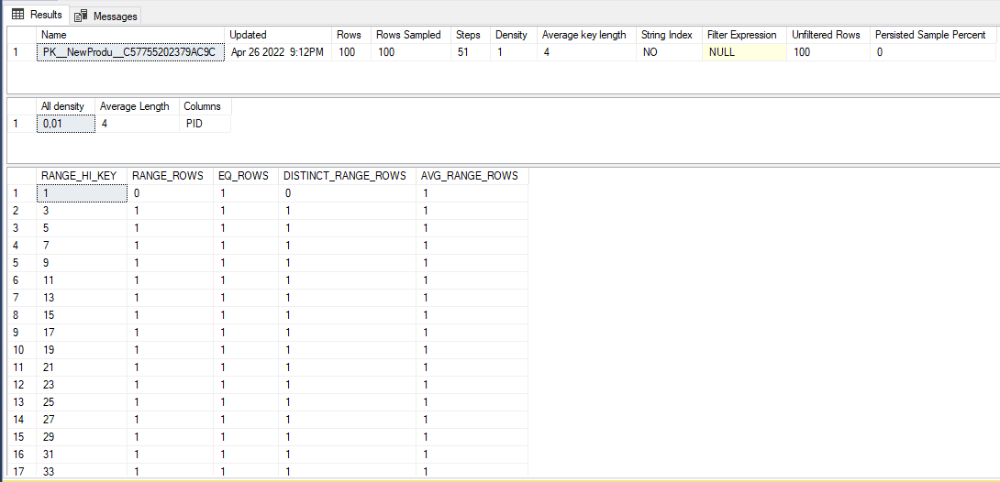 Results Messages
Name Updated Rows Rows Sampled Steps Density Average key length String Index Filter Expression Unfiltered Rows Persisted Sample Percent
1 PK__NewProdu__C57755202379AC9C Apr 26 2022 9:12PM 100 100 51 1 4 NO NULL 100 0
All density Average Length Columns
1 0,01 4 PID
RANGE_HI_KEY RANGE_ROWS EQ_ROWS DISTINCT_RANGE_ROWS AVG_RANGE_ROWS
1 1 0 1 0 1
2 3 1 1 1 1
3 5 1 1 1 1
4 7 1 1 1 1
5 9 1 1 1 1
6 11 1 1 1 1
7 13 1 1 1 1
8 15 1 1 1 1
9 17 1 1 1 1
10 19 1 1 1 1
11 21 1 1 1 1
12 23 1 1 1 1
13 25 1 1 1 1
14 27 1 1 1 1
15 29 1 1 1 1
16 31 1 1 1 1
17 33 1 1 1 1